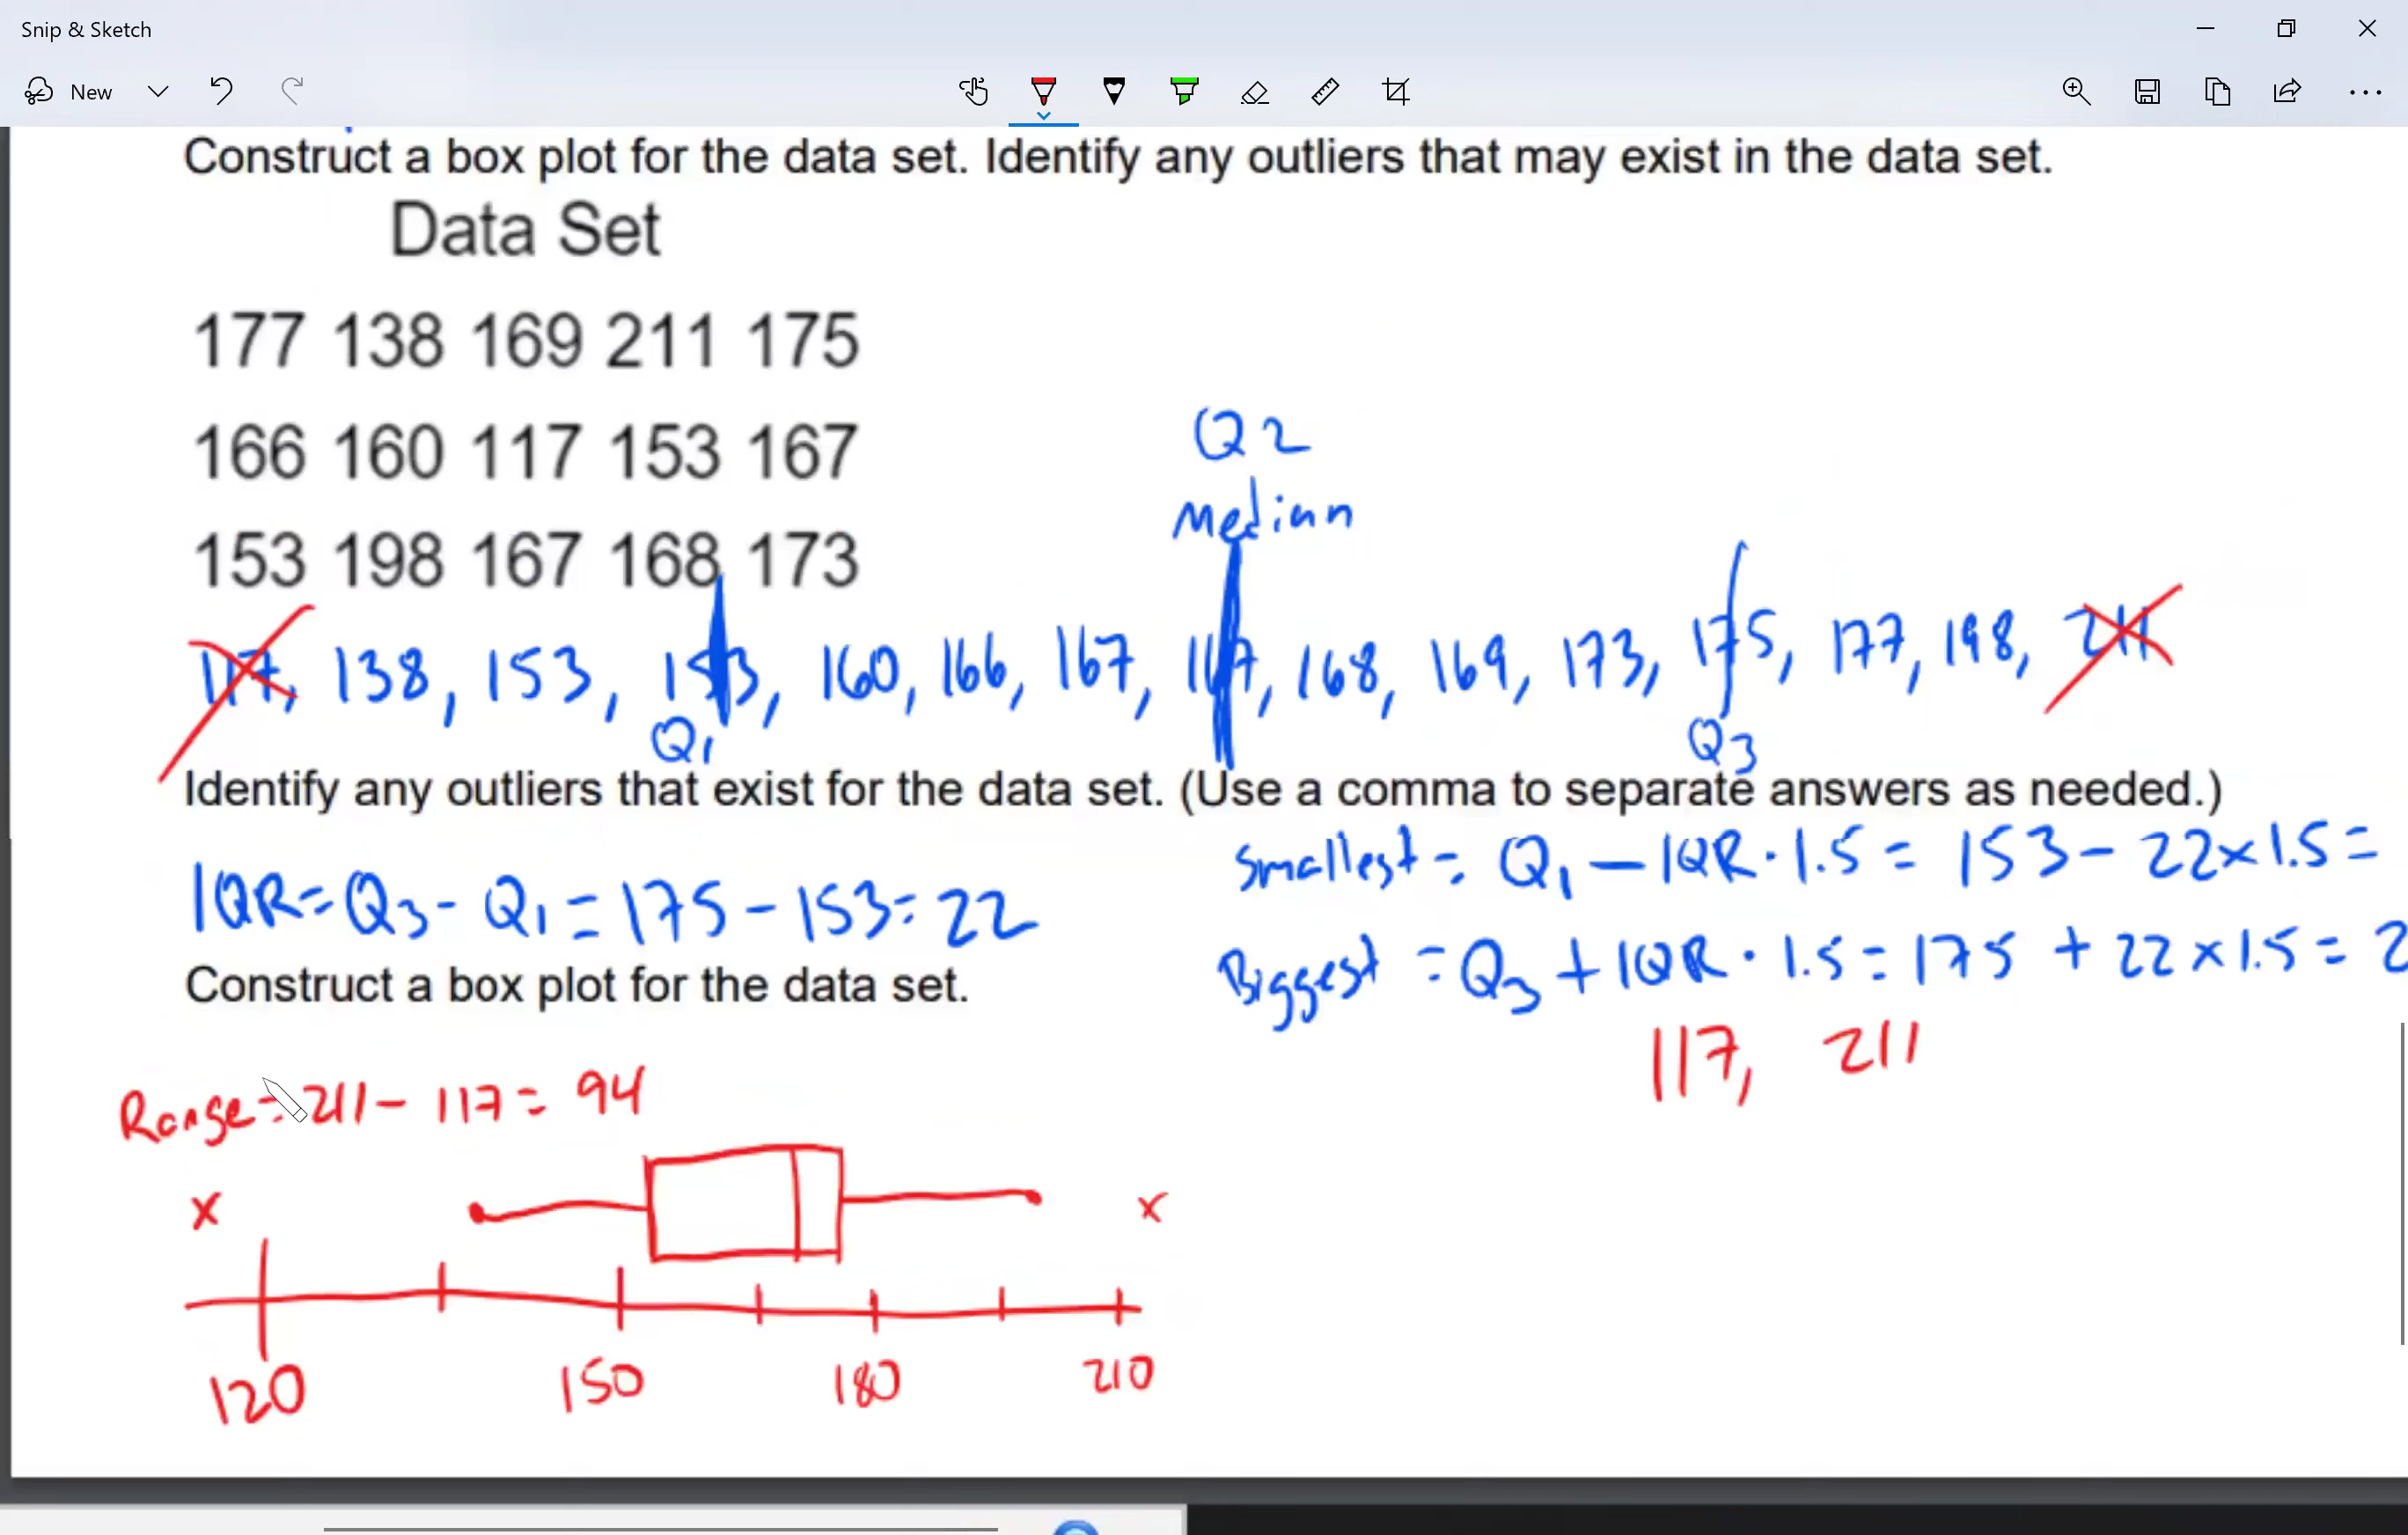 Snip & Sketch
New
Construct a box plot for the data set. Identify any outliers that may exist in the data set.
Data Set
177 138 169 211 175
166 160 117 153 167
153 198 167 168 173
Q2
Median
117, 138, 153, 153, 160, 166, 167, 167, 168, 169, 173, 175, 177, 198, 211
Q1
Q3
Identify any outliers that exist for the data set. (Use a comma to separate answers as needed.)
Smallest = Q1 – IQR · 1.5 = 153 – 22 x 1.5 =
IQR = Q3 - Q1 = 175 - 153 = 22
Biggest = Q3 + IQR · 1.5 = 175 + 22 x 1.5 = 2
Construct a box plot for the data set.
117, 211
Range = 211 - 117 = 94
x x
120 150 180 210